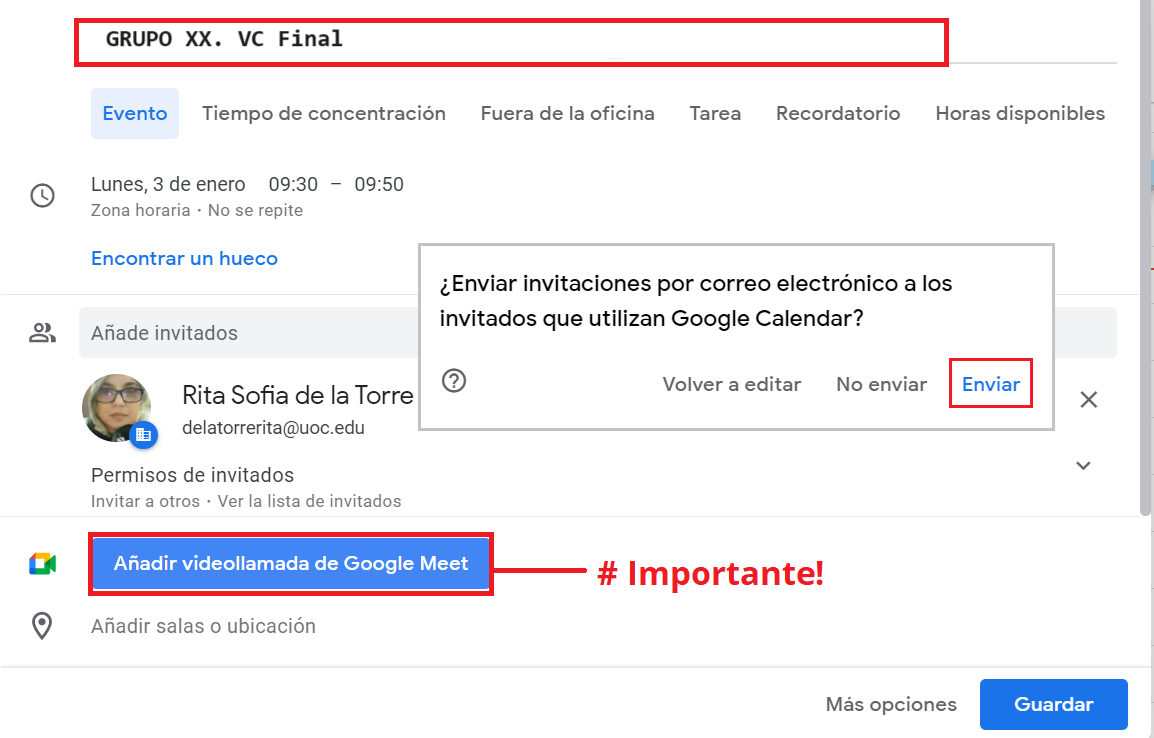 GRUPO XX. VC Final
Evento Tiempo de concentración Fuera de la oficina Tarea Recordatorio Horas disponibles
Lunes, 3 de enero 09:30 – 09:50
Zona horaria · No se repite
Encontrar un hueco
¿Enviar invitaciones por correo electrónico a los
invitados que utilizan Google Calendar?
Volver a editar No enviar Enviar
Añade invitados
Rita Sofia de la Torre
delatorrerita@uoc.edu
Permisos de invitados
Invitar a otros · Ver la lista de invitados
Añadir videollamada de Google Meet
# Importante!
Añadir salas o ubicación
Más opciones Guardar